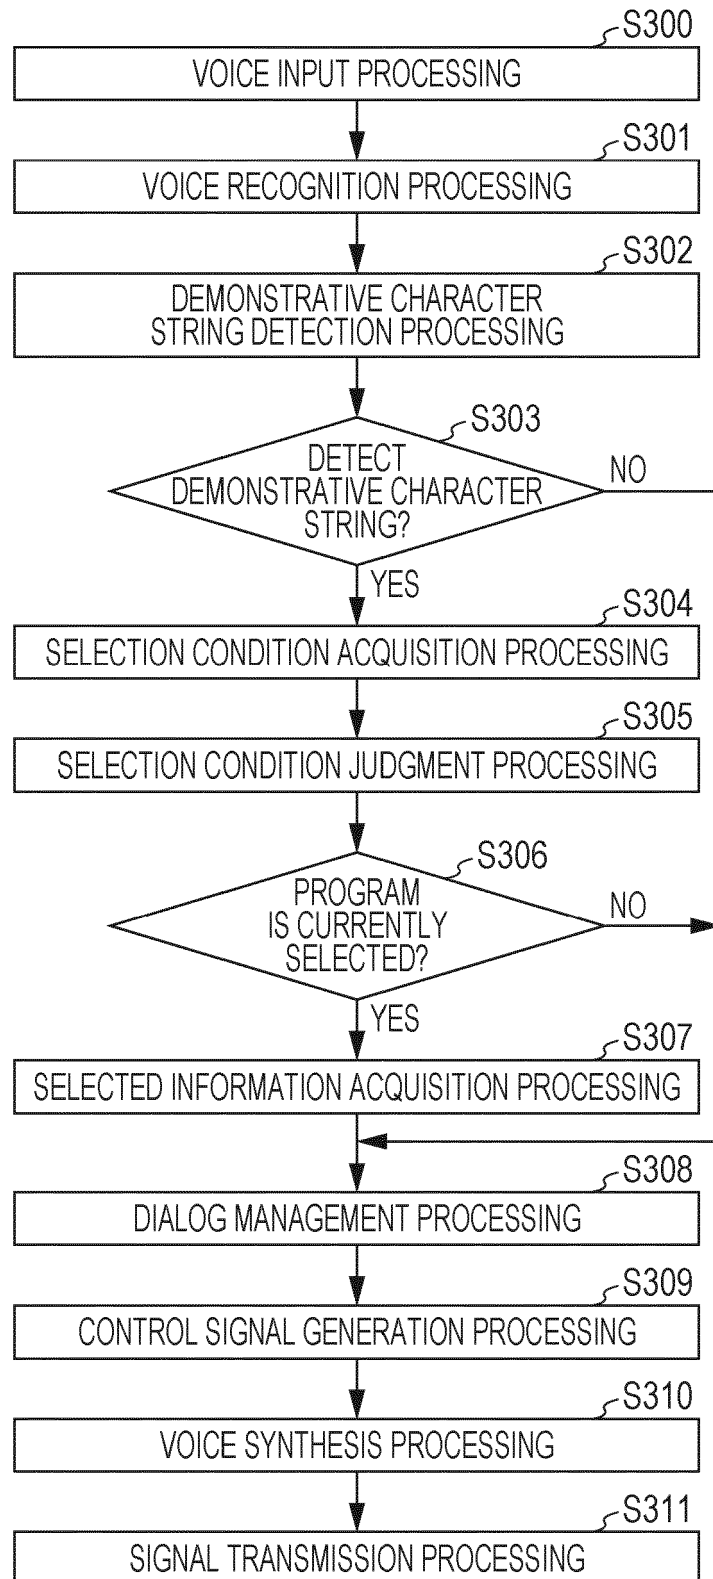 S300
VOICE INPUT PROCESSING
S301
VOICE RECOGNITION PROCESSING
S302
DEMONSTRATIVE CHARACTER
STRING DETECTION PROCESSING
S303
DETECT
DEMONSTRATIVE CHARACTER
STRING?
NO
YES
S304
SELECTION CONDITION ACQUISITION PROCESSING
S305
SELECTION CONDITION JUDGMENT PROCESSING
S306
PROGRAM
IS CURRENTLY
SELECTED?
NO
YES
S307
SELECTED INFORMATION ACQUISITION PROCESSING
S308
DIALOG MANAGEMENT PROCESSING
S309
CONTROL SIGNAL GENERATION PROCESSING
S310
VOICE SYNTHESIS PROCESSING
S311
SIGNAL TRANSMISSION PROCESSING